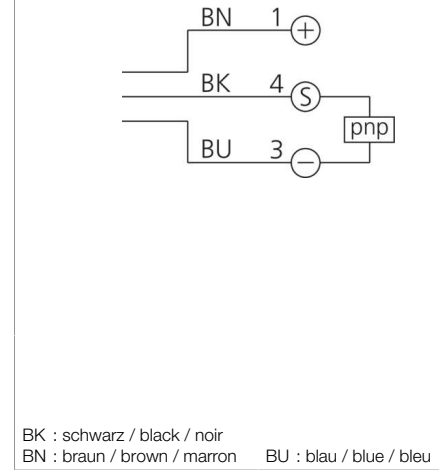 BN 1 +
BK 4 S
pnp
BU 3 −
BK : schwarz / black / noir
BN : braun / brown / marron BU : blau / blue / bleu